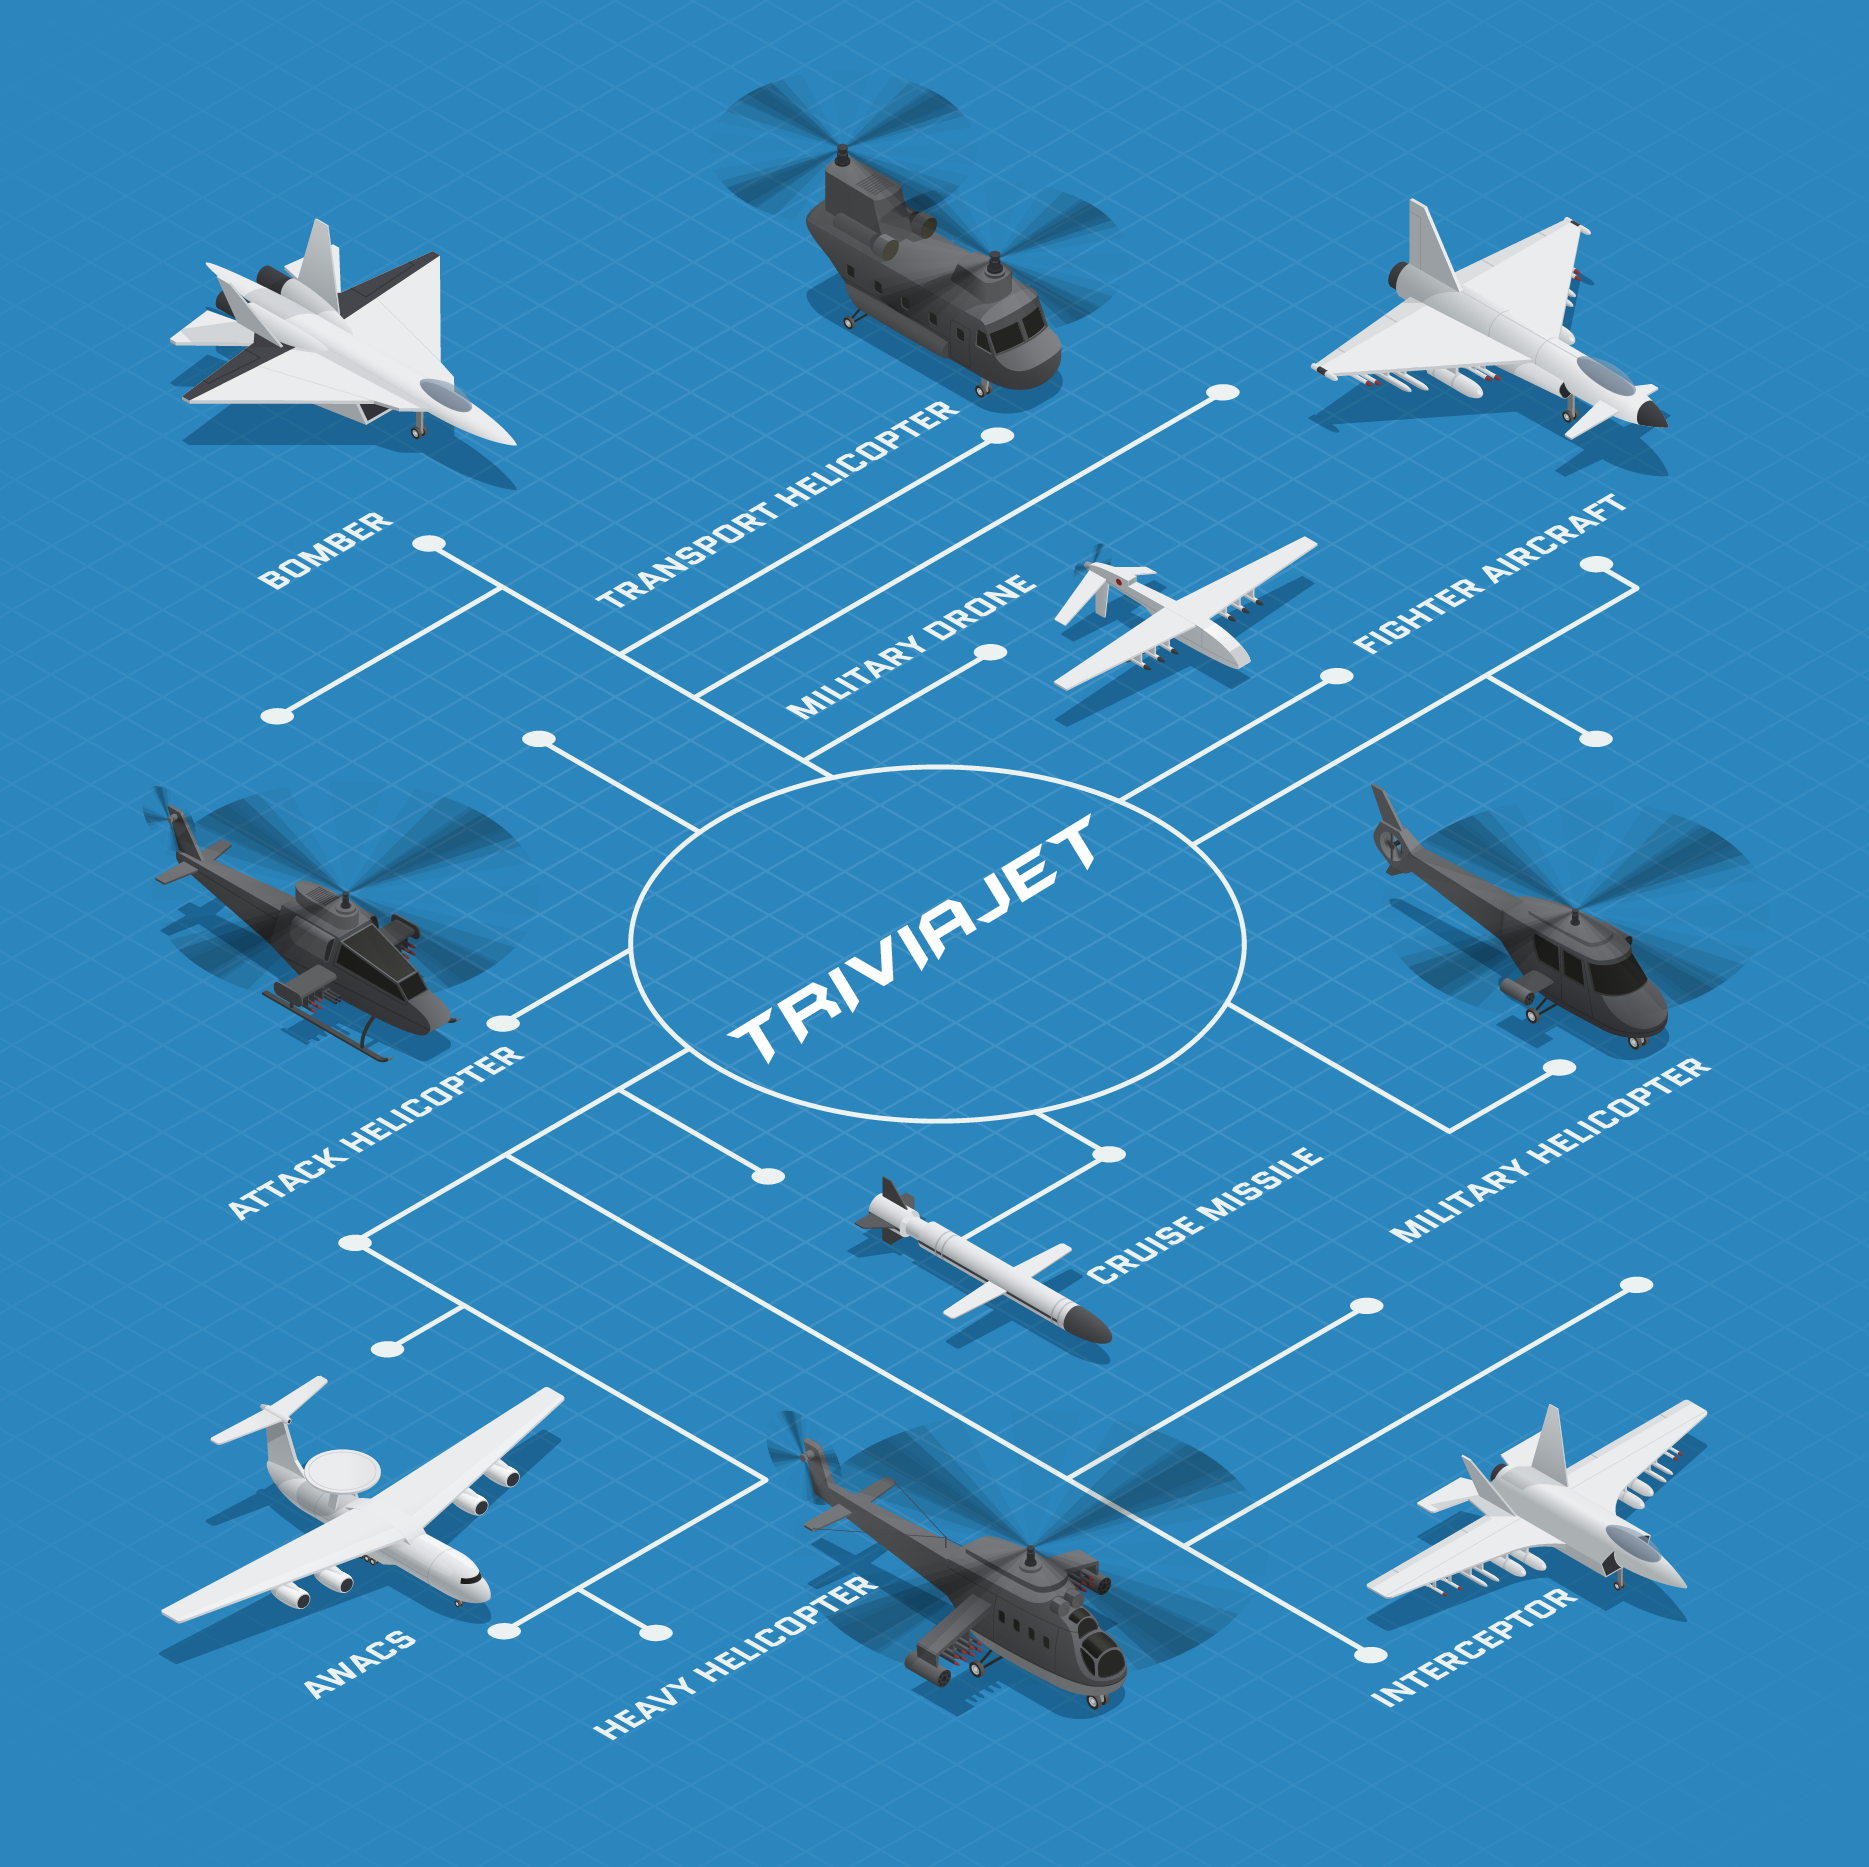 TRANSPORT HELICOPTER
BOMBER
FIGHTER AIRCRAFT
MILITARY DRONE
TRIVIAJET
ATTACK HELICOPTER
MILITARY HELICOPTER
CRUISE MISSILE
AWACS
HEAVY HELICOPTER
INTERCEPTOR